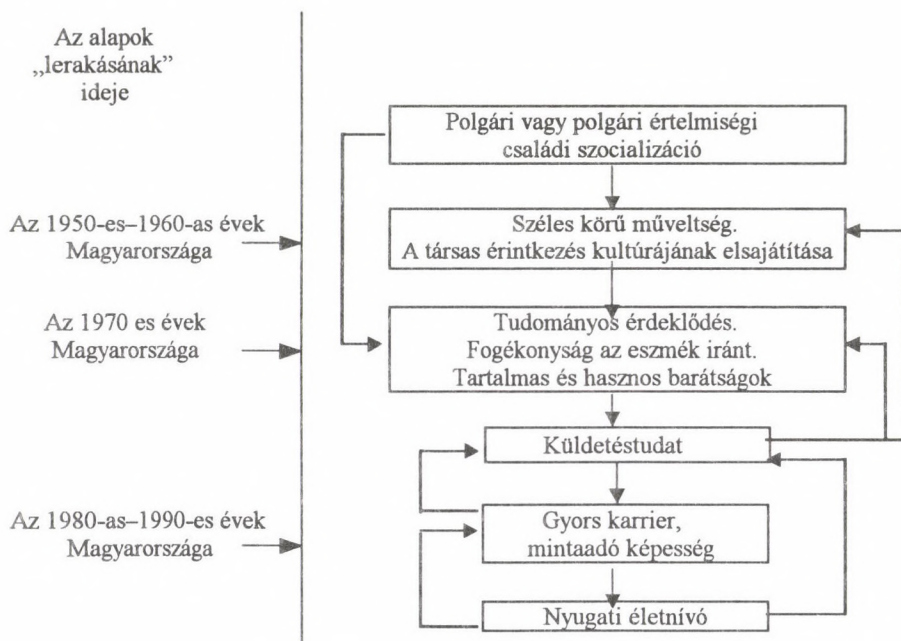 Az alapok
„lerakásának”
ideje
Polgári vagy polgári értelmiségi
családi szocializáció
Az 1950-es–1960-as évek
Magyarországa
Széles körű műveltség.
A társas érintkezés kultúrájának elsajátítása
Az 1970 es évek
Magyarországa
Tudományos érdeklődés.
Fogékonyság az eszmék iránt.
Tartalmas és hasznos barátságok
Küldetéstudat
Az 1980-as–1990-es évek
Magyarországa
Gyors karrier,
mintaadó képesség
Nyugati életnívó